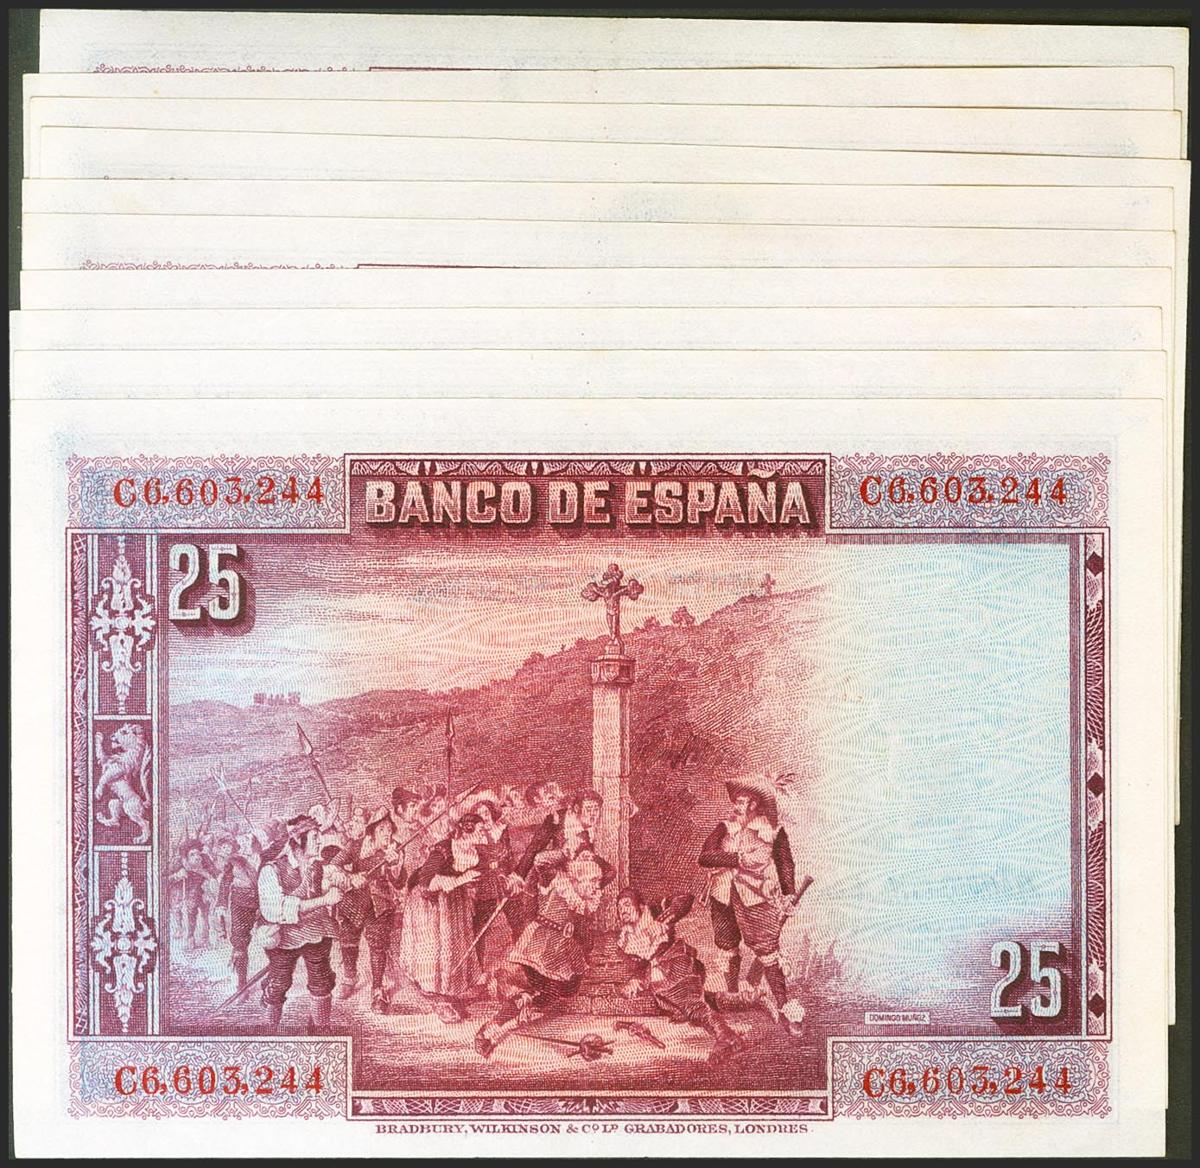 C6,603,244 BANCO DE ESPAÑA C6,603,244
25
25
DOMINGO MUÑOZ
C6,603,244 C6,603,244
BRADBURY, WILKINSON & Cº Lᴰ GRABADORES, LONDRES.